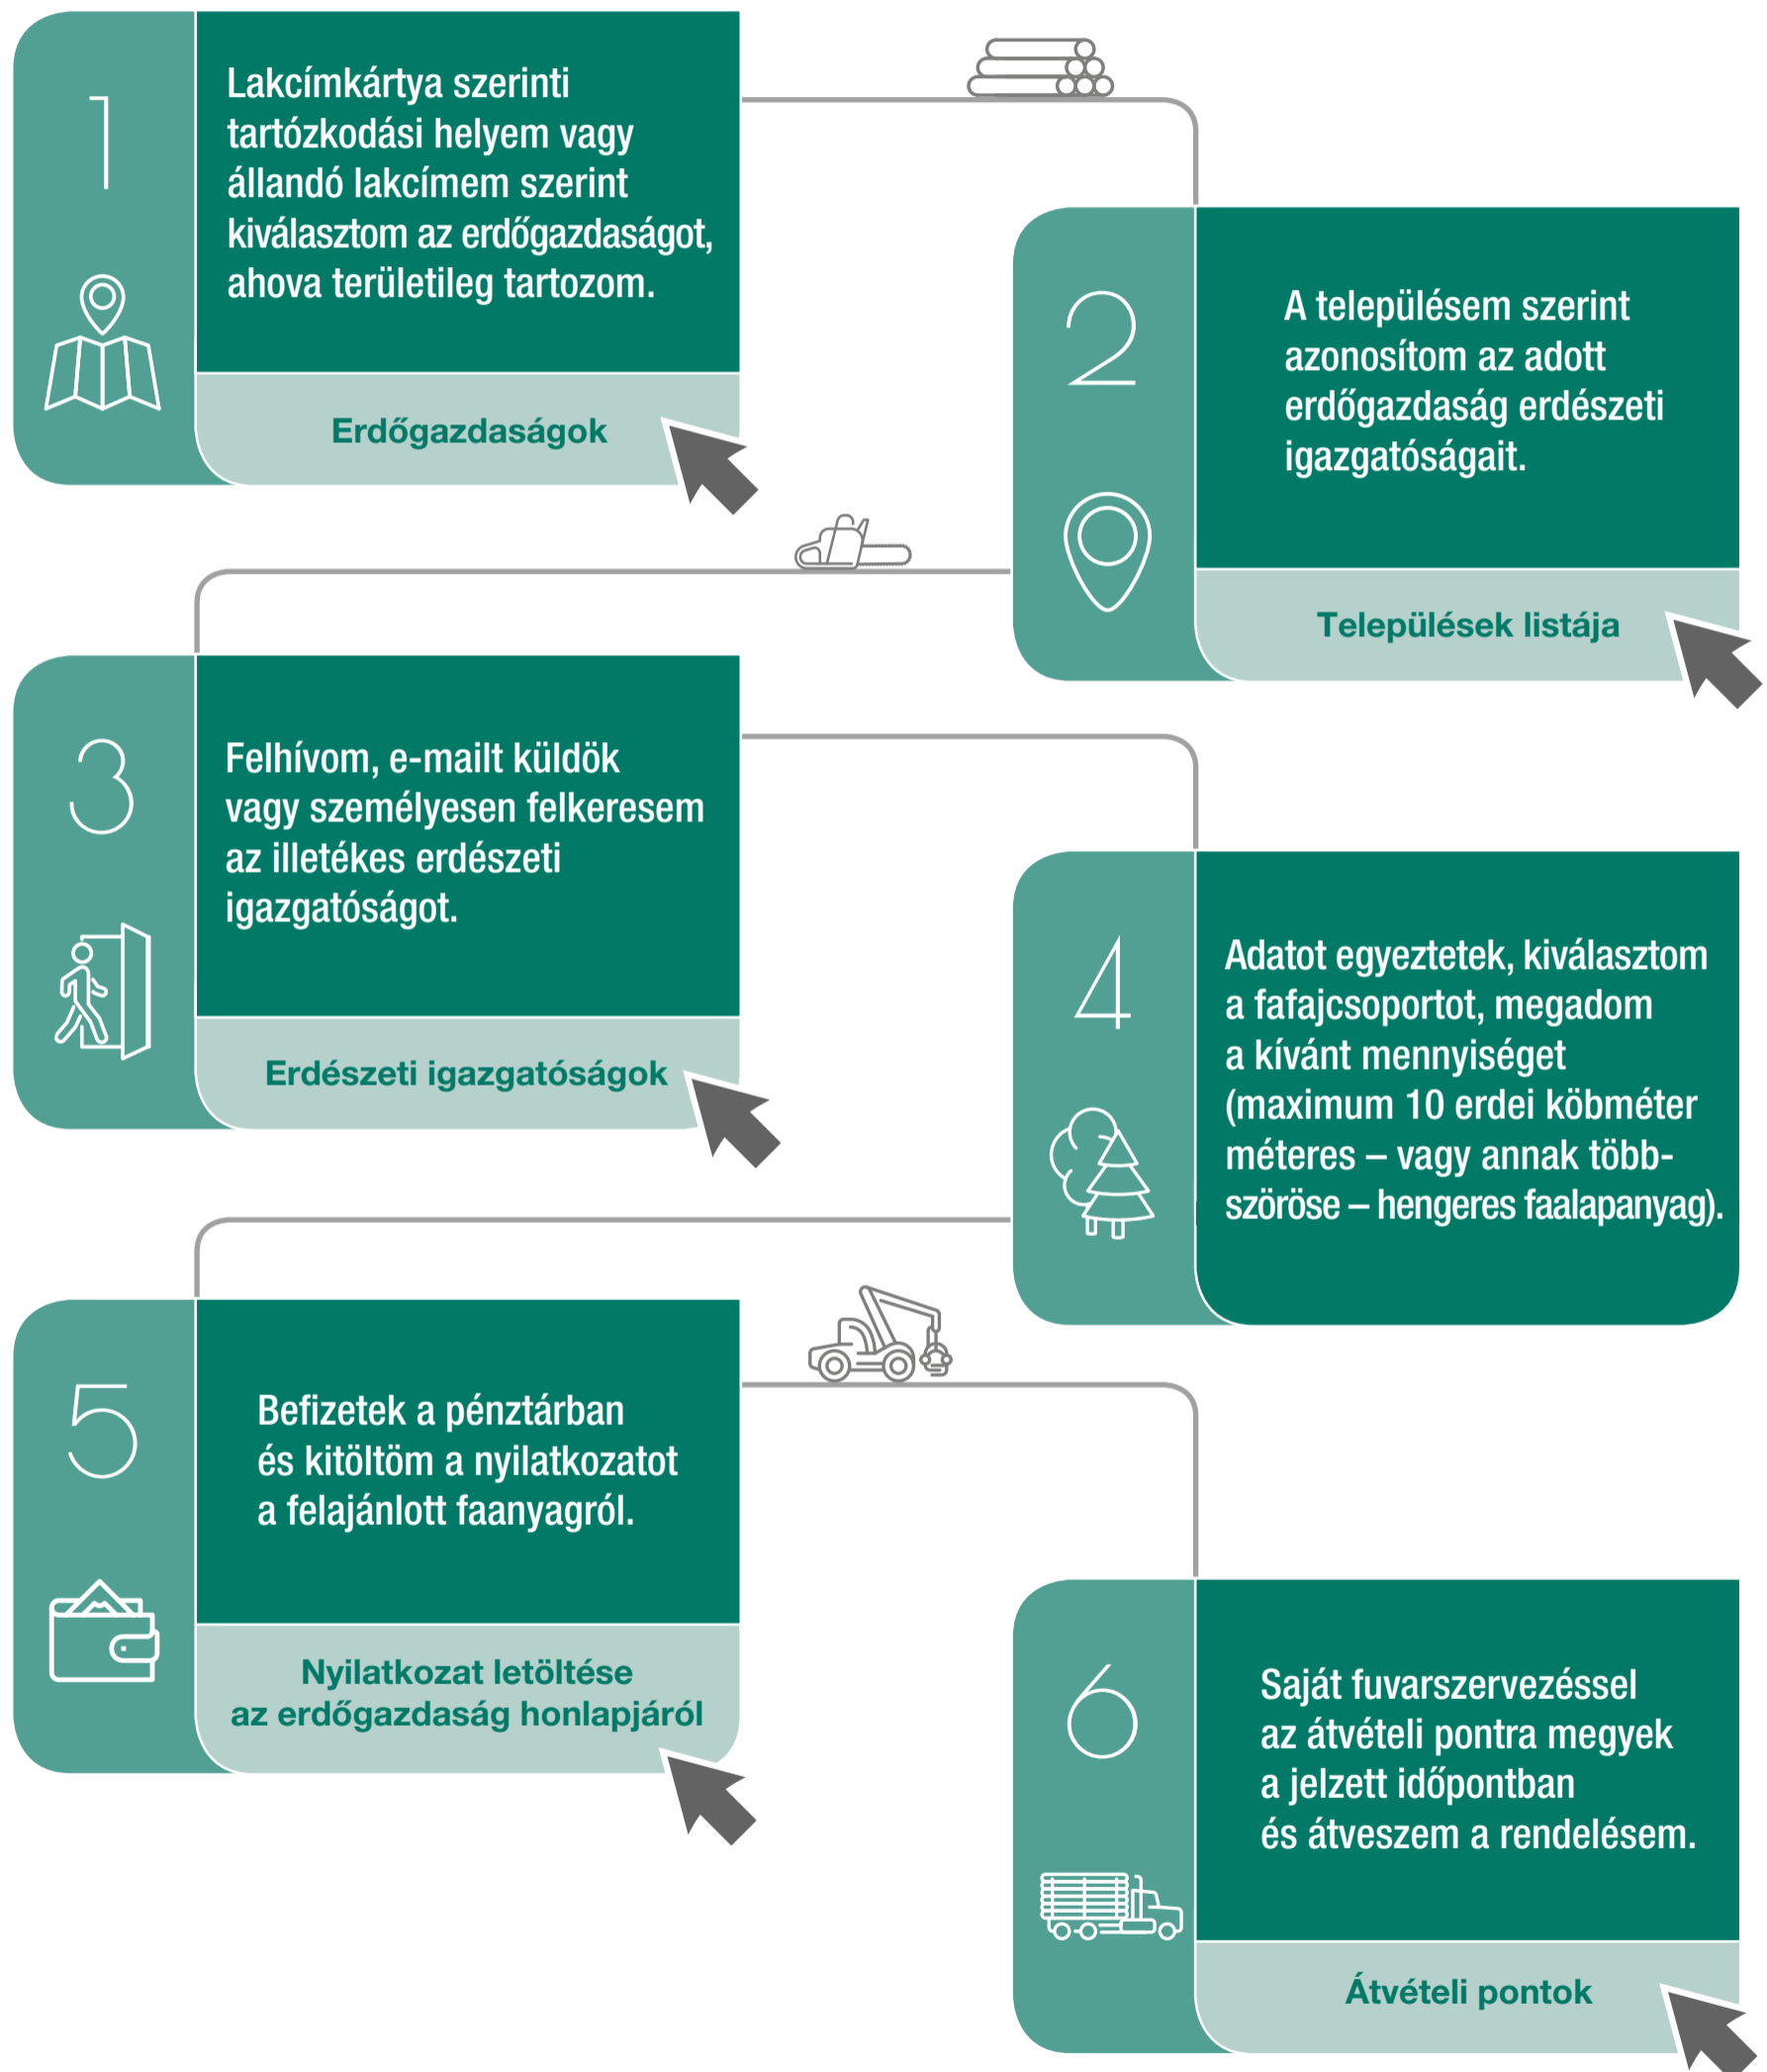 1
Lakcímkártya szerinti
tartózkodási helyem vagy
állandó lakcímem szerint
kiválasztom az erdőgazdaságot,
ahova területileg tartozom.
Erdőgazdaságok
2
A településem szerint
azonosítom az adott
erdőgazdaság erdészeti
igazgatóságait.
Települések listája
3
Felhívom, e-mailt küldök
vagy személyesen felkeresem
az illetékes erdészeti
igazgatóságot.
Erdészeti igazgatóságok
4
Adatot egyeztetek, kiválasztom
a fafajcsoportot, megadom
a kívánt mennyiséget
(maximum 10 erdei köbméter
méteres – vagy annak több-
szöröse – hengeres faalapanyag).
5
Befizetek a pénztárban
és kitöltöm a nyilatkozatot
a felajánlott faanyagról.
Nyilatkozat letöltése
az erdőgazdaság honlapjáról
6
Saját fuvarszervezéssel
az átvételi pontra megyek
a jelzett időpontban
és átveszem a rendelésem.
Átvételi pontok